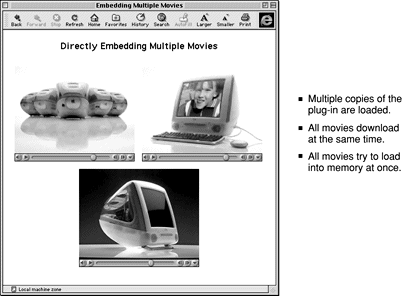 Embedding Multiple Movies
Back Forward Stop Refresh Home Favorites History Search AutoFill Larger Smaller Print
Directly Embedding Multiple Movies
Multiple copies of the
plug-in are loaded.
All movies download
at the same time.
All movies try to load
into memory at once.
Local machine zone